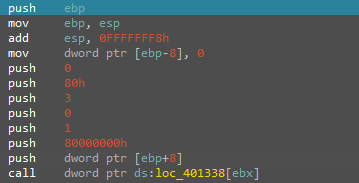 push ebp
mov ebp, esp
add esp, 0FFFFFFF8h
mov dword ptr [ebp-8], 0
push 0
push 80h
push 3
push 0
push 1
push 80000000h
push dword ptr [ebp+8]
call dword ptr ds:loc_401338[ebx]